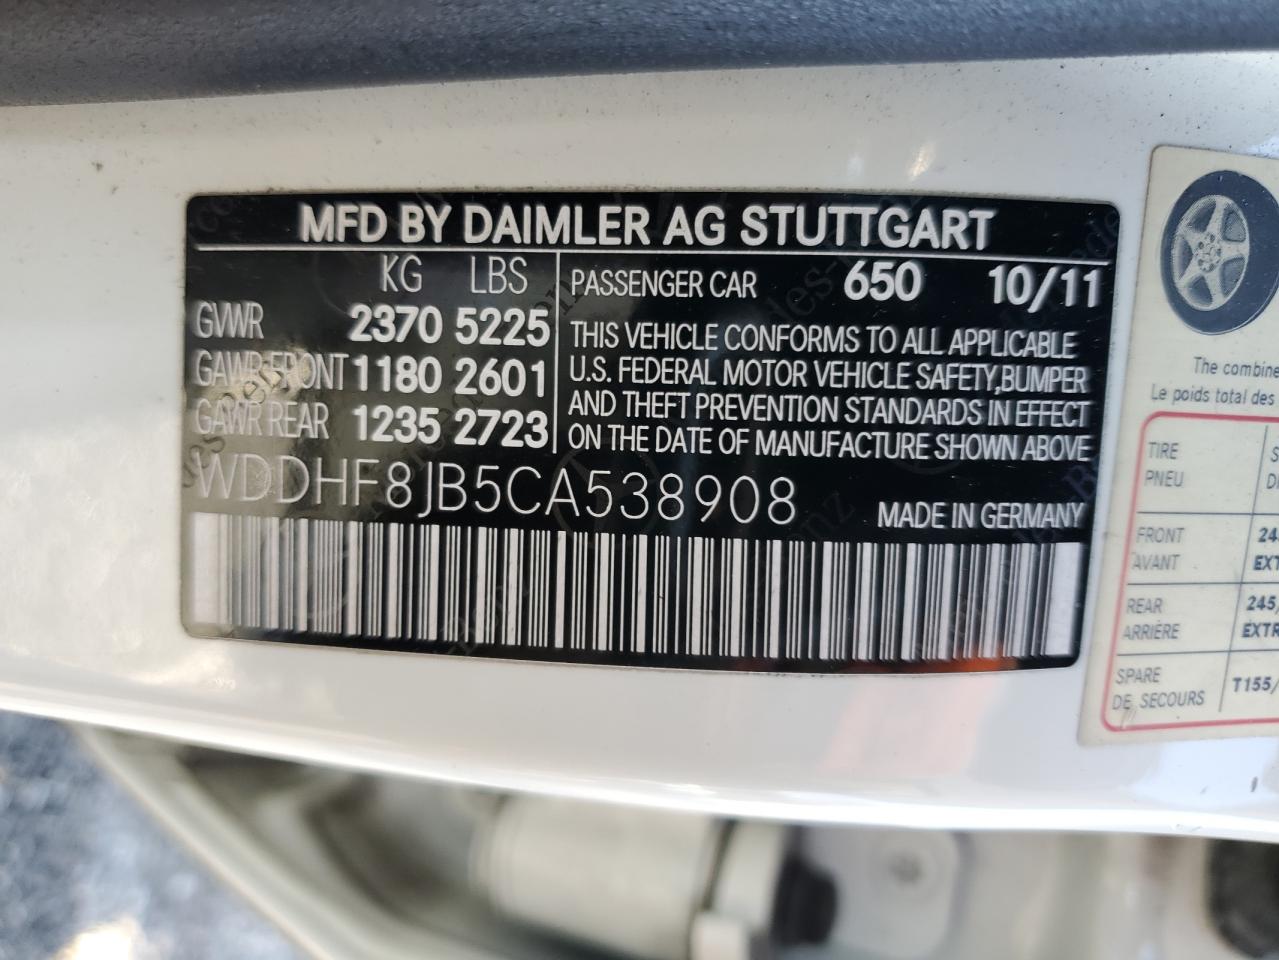 MFD BY DAIMLER AG STUTTGART
KG LBS
GVWR 2370 5225
GAWR FRONT 1180 2601
GAWR REAR 1235 2723
PASSENGER CAR 650 10/11
THIS VEHICLE CONFORMS TO ALL APPLICABLE
U.S. FEDERAL MOTOR VEHICLE SAFETY,BUMPER
AND THEFT PREVENTION STANDARDS IN EFFECT
ON THE DATE OF MANUFACTURE SHOWN ABOVE
WDDHF8JB5CA538908
MADE IN GERMANY
The combine
Le poids total des
TIRE
PNEU
FRONT
AVANT
EXT
REAR 245/
ARRIÈRE EXTR
SPARE
DE SECOURS T155/